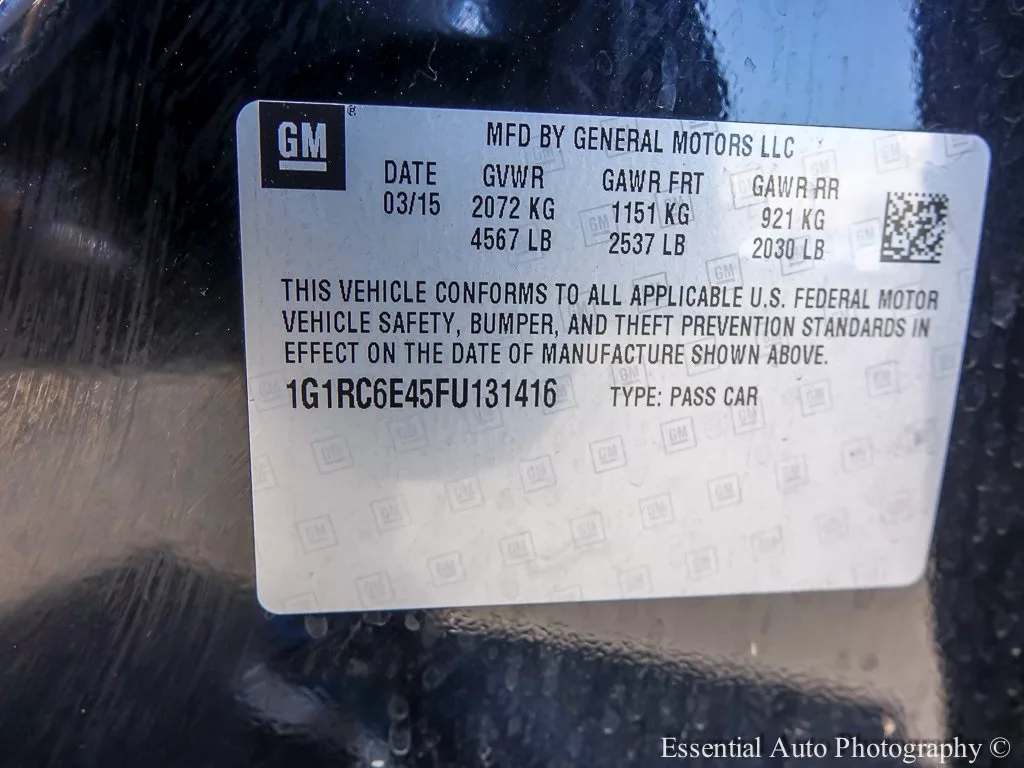 GM®
MFD BY GENERAL MOTORS LLC
DATE GVWR GAWR FRT GAWR RR
03/15 2072 KG 1151 KG 921 KG
4567 LB 2537 LB 2030 LB
THIS VEHICLE CONFORMS TO ALL APPLICABLE U.S. FEDERAL MOTOR
VEHICLE SAFETY, BUMPER, AND THEFT PREVENTION STANDARDS IN
EFFECT ON THE DATE OF MANUFACTURE SHOWN ABOVE.
1G1RC6E45FU131416 TYPE: PASS CAR
Essential Auto Photography ©